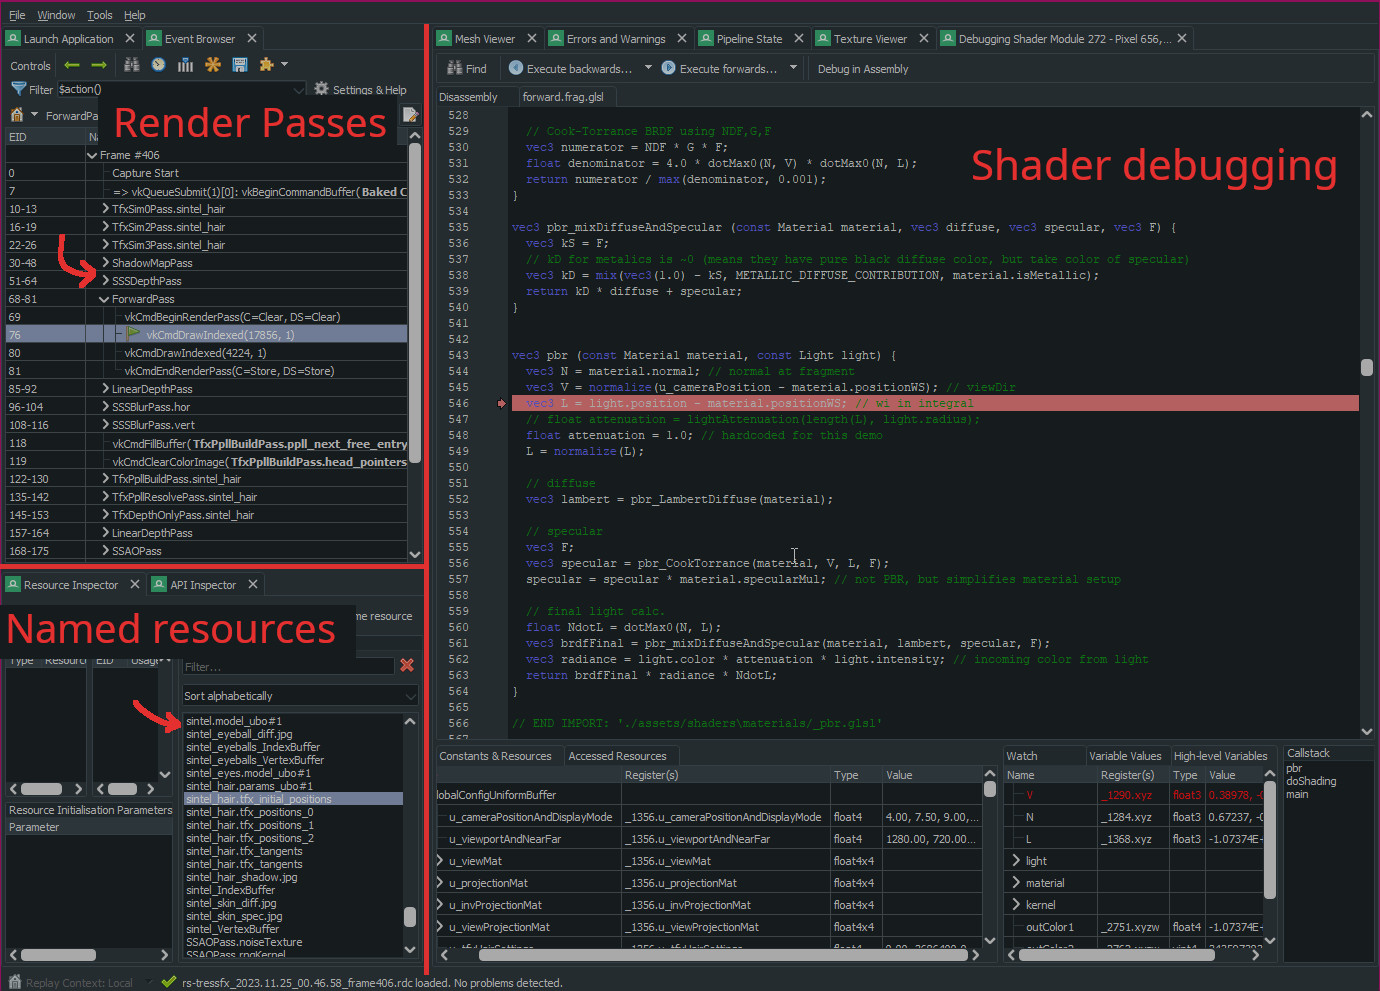 File Window Tools Help
Launch Application
Event Browser
Controls
Filter $action() Settings & Help
ForwardPa
Render Passes
EID
Frame #406
0 Capture Start
7 => vkQueueSubmit(1)[0]: vkBeginCommandBuffer(Baked C
10-13 TfxSim0Pass.sintel_hair
16-19 TfxSim2Pass.sintel_hair
22-26 TfxSim3Pass.sintel_hair
30-48 ShadowMapPass
51-64 SSSDepthPass
68-81 ForwardPass
69 vkCmdBeginRenderPass(C=Clear, DS=Clear)
76 vkCmdDrawIndexed(17856, 1)
80 vkCmdDrawIndexed(4224, 1)
81 vkCmdEndRenderPass(C=Store, DS=Store)
85-92 LinearDepthPass
96-104 SSSBlurPass.hor
108-116 SSSBlurPass.vert
118 vkCmdFillBuffer(TfxPpllBuildPass.ppll_next_free_entry
119 vkCmdClearColorImage(TfxPpllBuildPass.head_pointers
122-130 TfxPpllBuildPass.sintel_hair
135-142 TfxPpllResolvePass.sintel_hair
145-153 TfxDepthOnlyPass.sintel_hair
157-164 LinearDepthPass
168-175 SSAOPass
Resource Inspector
API Inspector
Named resources
me resource
Type Resourc EID Usage
Filter...
Sort alphabetically
sintel.model_ubo#1
sintel_eyeball_diff.jpg
sintel_eyeballs_IndexBuffer
sintel_eyeballs_VertexBuffer
sintel_eyes.model_ubo#1
sintel_hair.params_ubo#1
sintel_hair.tfx_initial_positions
sintel_hair.tfx_positions_0
sintel_hair.tfx_positions_1
sintel_hair.tfx_positions_2
sintel_hair.tfx_tangents
sintel_hair.tfx_tangents
sintel_hair_shadow.jpg
sintel_IndexBuffer
sintel_skin_diff.jpg
sintel_skin_spec.jpg
sintel_VertexBuffer
SSAOPass.noiseTexture
SSAOPass.rngKernel
Resource Initialisation Parameters
Parameter
Mesh Viewer
Errors and Warnings
Pipeline State
Texture Viewer
Debugging Shader Module 272 - Pixel 656,...
Find Execute backwards... Execute forwards... Debug in Assembly
Disassembly forward.frag.glsl
Shader debugging
528
529 // Cook-Torrance BRDF using NDF,G,F
530 vec3 numerator = NDF * G * F;
531 float denominator = 4.0 * dotMax0(N, V) * dotMax0(N, L);
532 return numerator / max(denominator, 0.001);
533 }
534
535 vec3 pbr_mixDiffuseAndSpecular (const Material material, vec3 diffuse, vec3 specular, vec3 F) {
536 vec3 kS = F;
537 // kD for metalics is ~0 (means they have pure black diffuse color, but take color of specular)
538 vec3 kD = mix(vec3(1.0) - kS, METALLIC_DIFFUSE_CONTRIBUTION, material.isMetallic);
539 return kD * diffuse + specular;
540 }
541
542
543 vec3 pbr (const Material material, const Light light) {
544 vec3 N = material.normal; // normal at fragment
545 vec3 V = normalize(u_cameraPosition - material.positionWS); // viewDir
546 vec3 L = light.position - material.positionWS; // wi in integral
547 // float attenuation = lightAttenuation(length(L), light.radius);
548 float attenuation = 1.0; // hardcoded for this demo
549 L = normalize(L);
550
551 // diffuse
552 vec3 lambert = pbr_LambertDiffuse(material);
553
554 // specular
555 vec3 F;
556 vec3 specular = pbr_CookTorrance(material, V, L, F);
557 specular = specular * material.specularMul; // not PBR, but simplifies material setup
558
559 // final light calc.
560 float NdotL = dotMax0(N, L);
561 vec3 brdfFinal = pbr_mixDiffuseAndSpecular(material, lambert, specular, F);
562 vec3 radiance = light.color * attenuation * light.intensity; // incoming color from light
563 return brdfFinal * radiance * NdotL;
564 }
565
566 // END IMPORT: './assets/shaders\materials/_pbr.glsl'
567
Constants & Resources Accessed Resources
Register(s) Type Value
lobalConfigUniformBuffer
u_cameraPositionAndDisplayMode _1356.u_cameraPositionAndDisplayMode float4 4.00, 7.50, 9.00,...
u_viewportAndNearFar _1356.u_viewportAndNearFar float4 1280.00, 720.00...
u_viewMat _1356.u_viewMat float4x4
u_projectionMat _1356.u_projectionMat float4x4
u_invProjectionMat _1356.u_invProjectionMat float4x4
u_viewProjectionMat _1356.u_viewProjectionMat float4x4
Watch Variable Values High-level Variables
Name Register(s) Type Value
V _1290.xyz float3 0.38978, -0
N _1284.xyz float3 0.67237, -0
L _1368.xyz float3 -1.07374E-
light
material
kernel
outColor1 _2751.xyzw float4 -1.07374E-
Callstack
pbr
doShading
main
Replay Context: Local rs-tressfx_2023.11.25_00.46.58_frame406.rdc loaded. No problems detected.